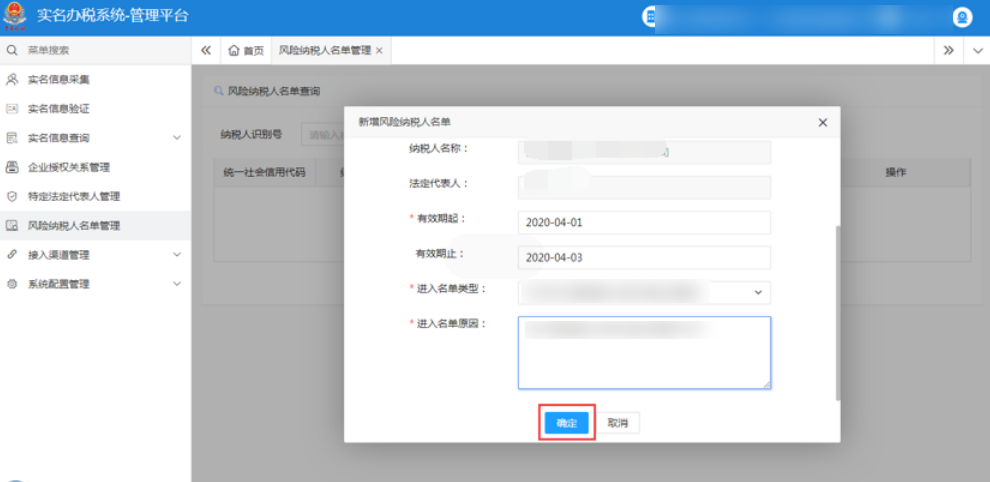 实名办税系统-管理平台
菜单搜索
首页
风险纳税人名单管理
实名信息采集
实名信息验证
实名信息查询
企业授权关系管理
特定法定代表人管理
风险纳税人名单管理
接入渠道管理
系统配置管理
风险纳税人名单查询
纳税人识别号
请输入
统一社会信用代码
操作
新增风险纳税人名单
纳税人名称：
法定代表人：
* 有效期起： 2020-04-01
有效期止： 2020-04-03
* 进入名单类型：
* 进入名单原因：
确定 取消